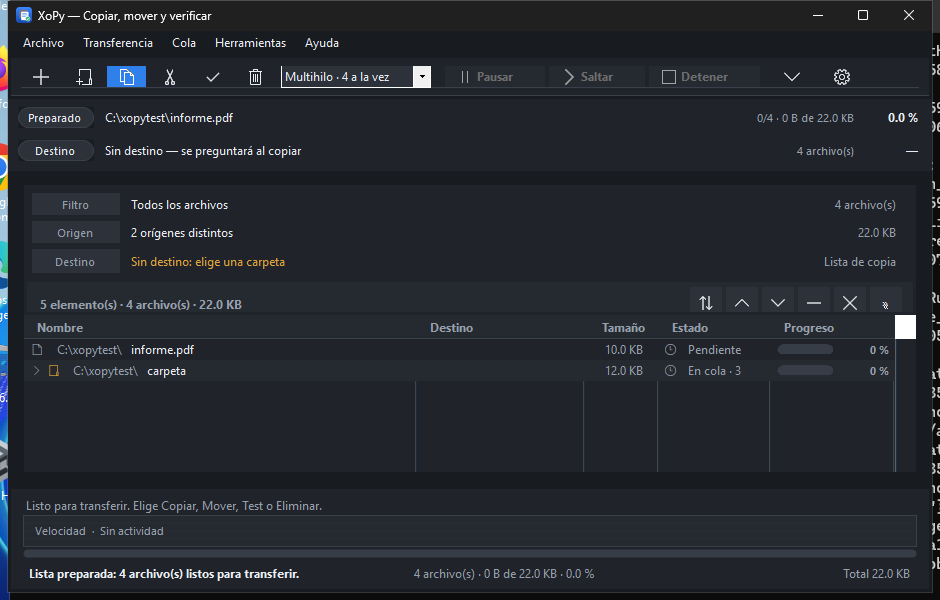 XoPy — Copiar, mover y verificar
Archivo Transferencia Cola Herramientas Ayuda
Multihilo · 4 a la vez Pausar Saltar Detener
Preparado C:\xopytest\informe.pdf 0/4 · 0 B de 22.0 KB 0.0 %
Destino Sin destino — se preguntará al copiar 4 archivo(s) —
Filtro Todos los archivos 4 archivo(s)
Origen 2 orígenes distintos 22.0 KB
Destino Sin destino: elige una carpeta Lista de copia
5 elemento(s) · 4 archivo(s) · 22.0 KB
Nombre Destino Tamaño Estado Progreso
C:\xopytest\ informe.pdf 10.0 KB Pendiente 0 %
C:\xopytest\ carpeta 12.0 KB En cola · 3 0 %
Listo para transferir. Elige Copiar, Mover, Test o Eliminar.
Velocidad · Sin actividad
Lista preparada: 4 archivo(s) listos para transferir. 4 archivo(s) · 0 B de 22.0 KB · 0.0 % Total 22.0 KB